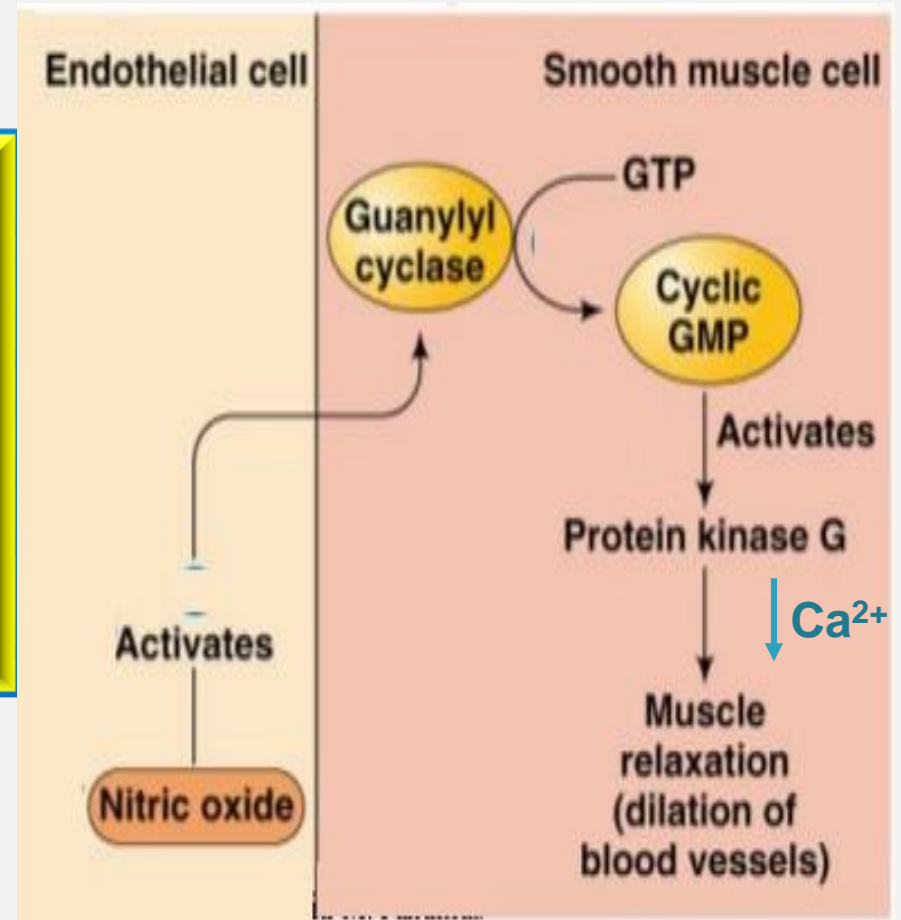 Endothelial cell
Smooth muscle cell
GTP
Guanylyl
cyclase
Cyclic
GMP
Activates
Protein kinase G
Ca²⁺
Activates
Muscle
relaxation
(dilation of
blood vessels)
Nitric oxide